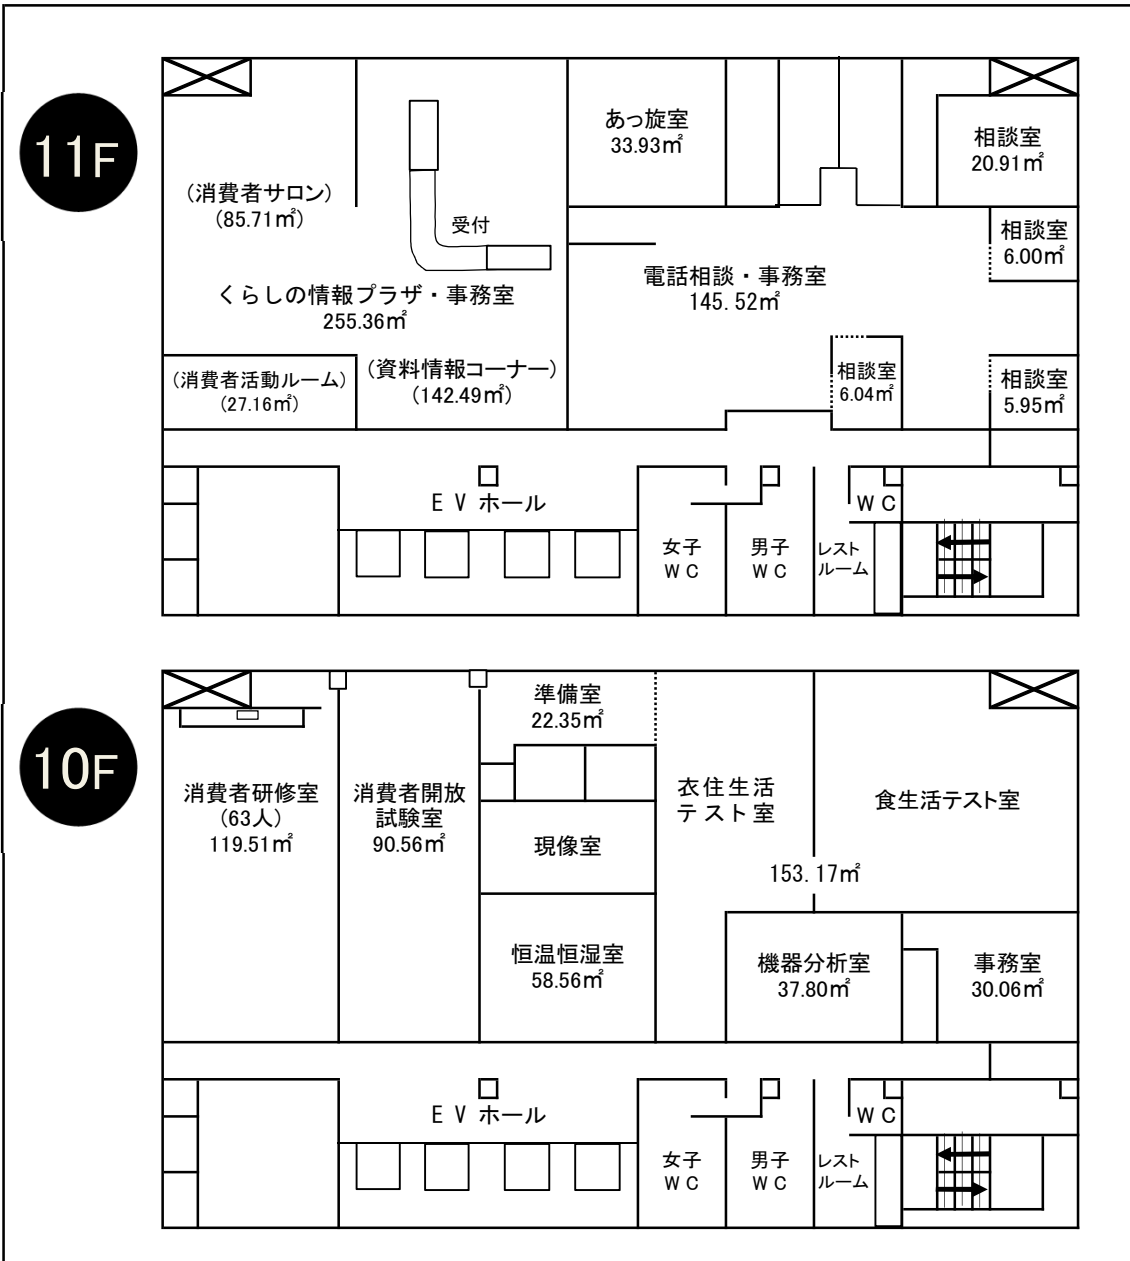 11F
あっ旋室
33.93㎡
相談室
20.91㎡
(消費者サロン)
(85.71㎡)
受付
相談室
6.00㎡
くらしの情報プラザ・事務室
255.36㎡
電話相談・事務室
145.52㎡
(消費者活動ルーム)
(27.16㎡)
(資料情報コーナー)
(142.49㎡)
相談室
6.04㎡
相談室
5.95㎡
EVホール
女子
WC
男子
WC
レスト
ルーム
WC
10F
準備室
22.35㎡
消費者研修室
(63人)
119.51㎡
消費者開放
試験室
90.56㎡
衣住生活
テスト室
食生活テスト室
現像室
153.17㎡
恒温恒湿室
58.56㎡
機器分析室
37.80㎡
事務室
30.06㎡
EVホール
女子
WC
男子
WC
レスト
ルーム
WC